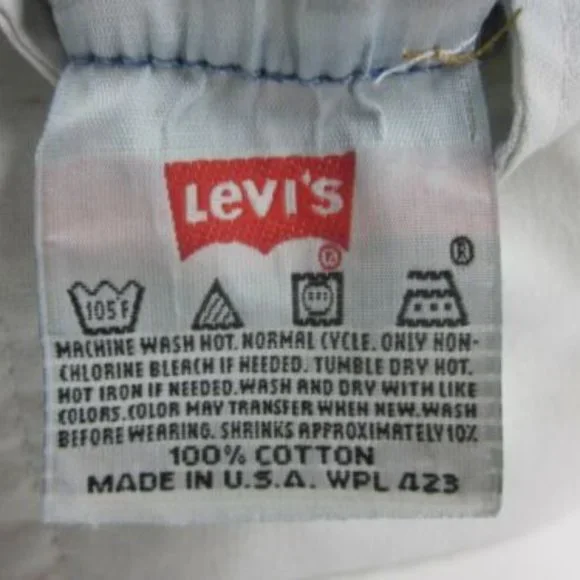 Levi's
®
®
105°F
MACHINE WASH HOT. NORMAL CYCLE. ONLY NON-
CHLORINE BLEACH IF NEEDED. TUMBLE DRY HOT.
HOT IRON IF NEEDED.WASH AND DRY WITH LIKE
COLORS.COLOR MAY TRANSFER WHEN NEW.WASH
BEFORE WEARING. SHRINKS APPROXIMATELY 10%
100% COTTON
MADE IN U.S.A. WPL 423